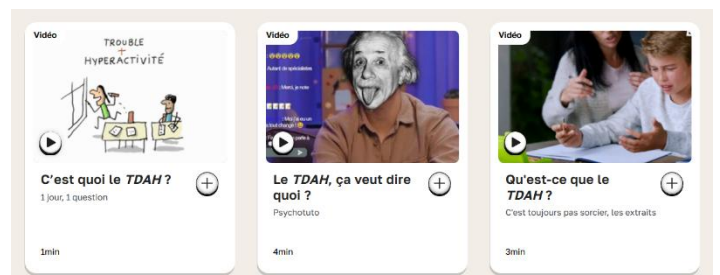 Vidéo
TROUBLE
+
HYPERACTIVITÉ
C'est quoi le TDAH ?
1 jour, 1 question
1min
Vidéo
Autant de spécialistes
Merci, je note
Le TDAH, ça veut dire
quoi ?
Psychotuto
4min
Vidéo
Qu'est-ce que le
TDAH ?
C'est toujours pas sorcier, les extraits
3min